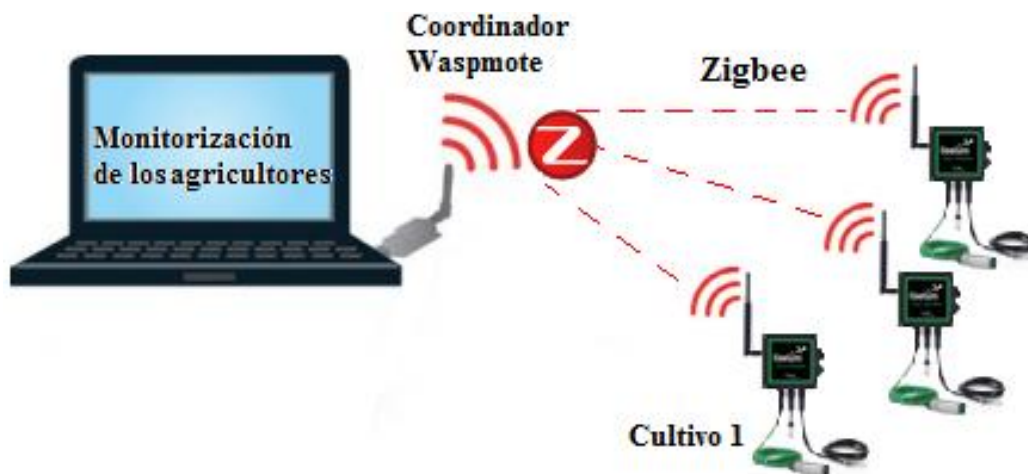 Coordinador
Waspmote
Zigbee
Monitorización
de los agricultores
Z
Cultivo 1